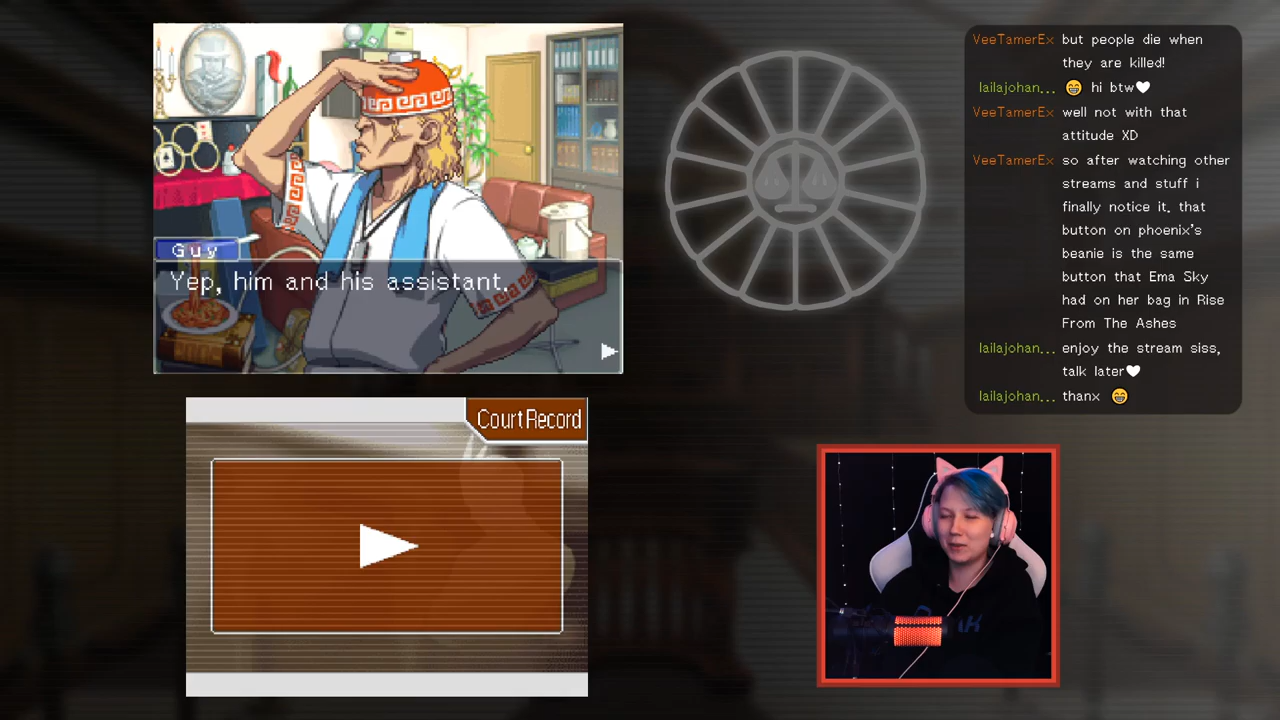 Guy
Yep, him and his assistant.
Court Record
VeeTamerEx but people die when
they are killed!
lailajohan... 😁 hi btw🤍
VeeTamerEx well not with that
attitude XD
VeeTamerEx so after watching other
streams and stuff i
finally notice it. that
button on phoenix's
beanie is the same
button that Ema Sky
had on her bag in Rise
From The Ashes
lailajohan... enjoy the stream siss,
talk later🤍
lailajohan... thanx 😁